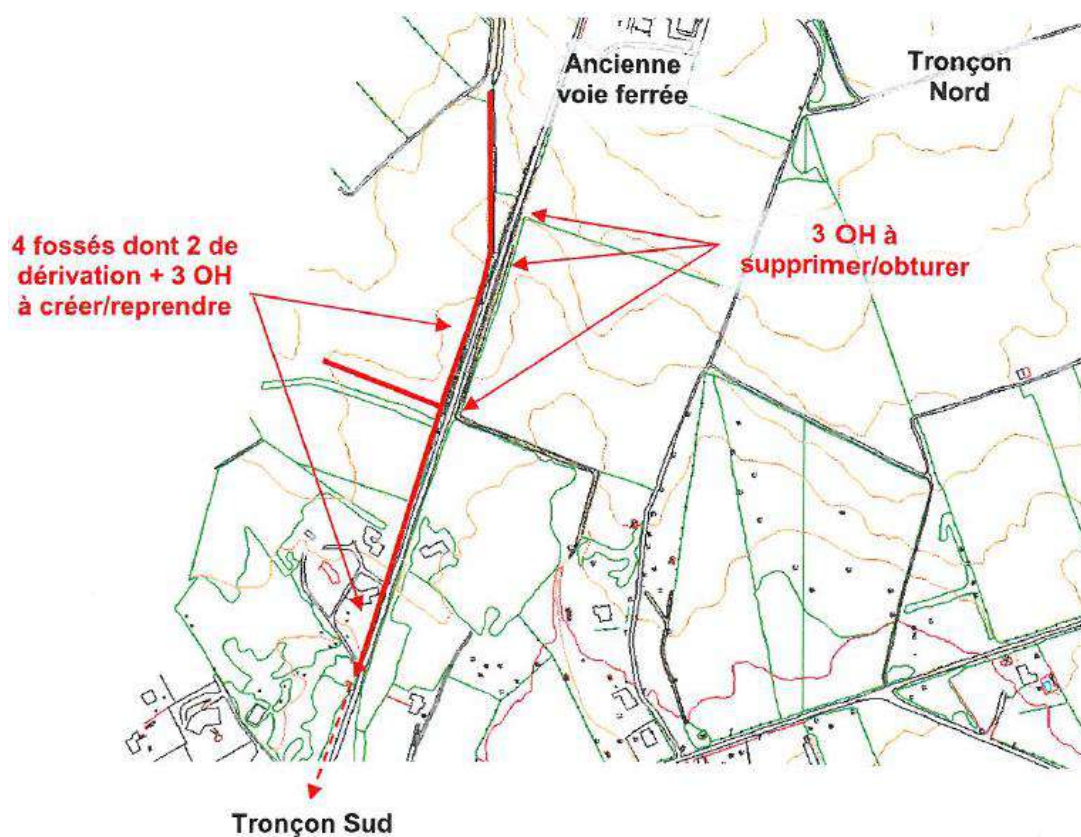 Ancienne
voie ferrée
Tronçon
Nord
4 fossés dont 2 de
dérivation + 3 OH
à créer/reprendre
3 OH à
supprimer/obturer
Tronçon Sud